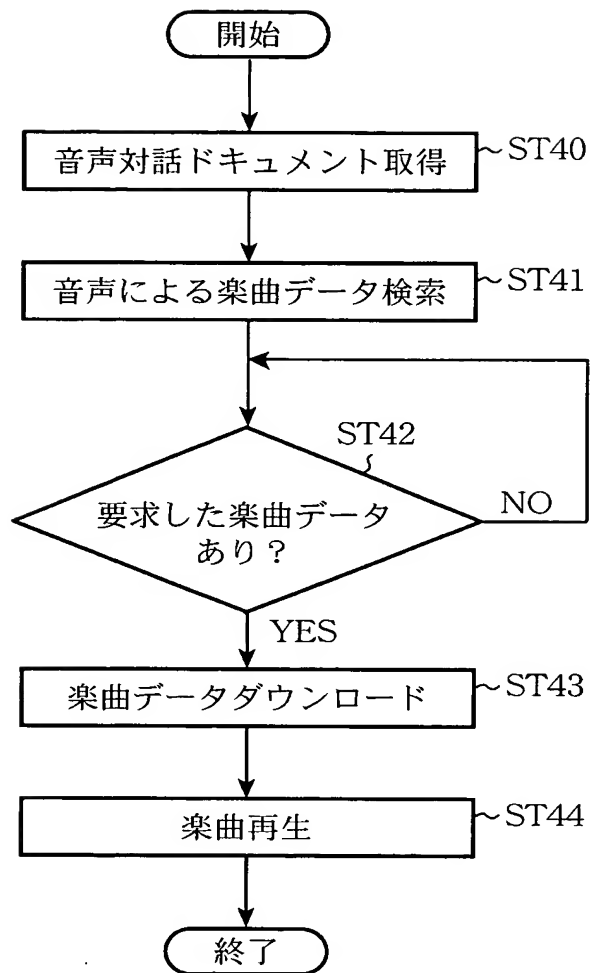 開始
音声対話ドキュメント取得
ST40
音声による楽曲データ検索
ST41
ST42
要求した楽曲データ
あり?
NO
YES
楽曲データダウンロード
ST43
楽曲再生
ST44
終了